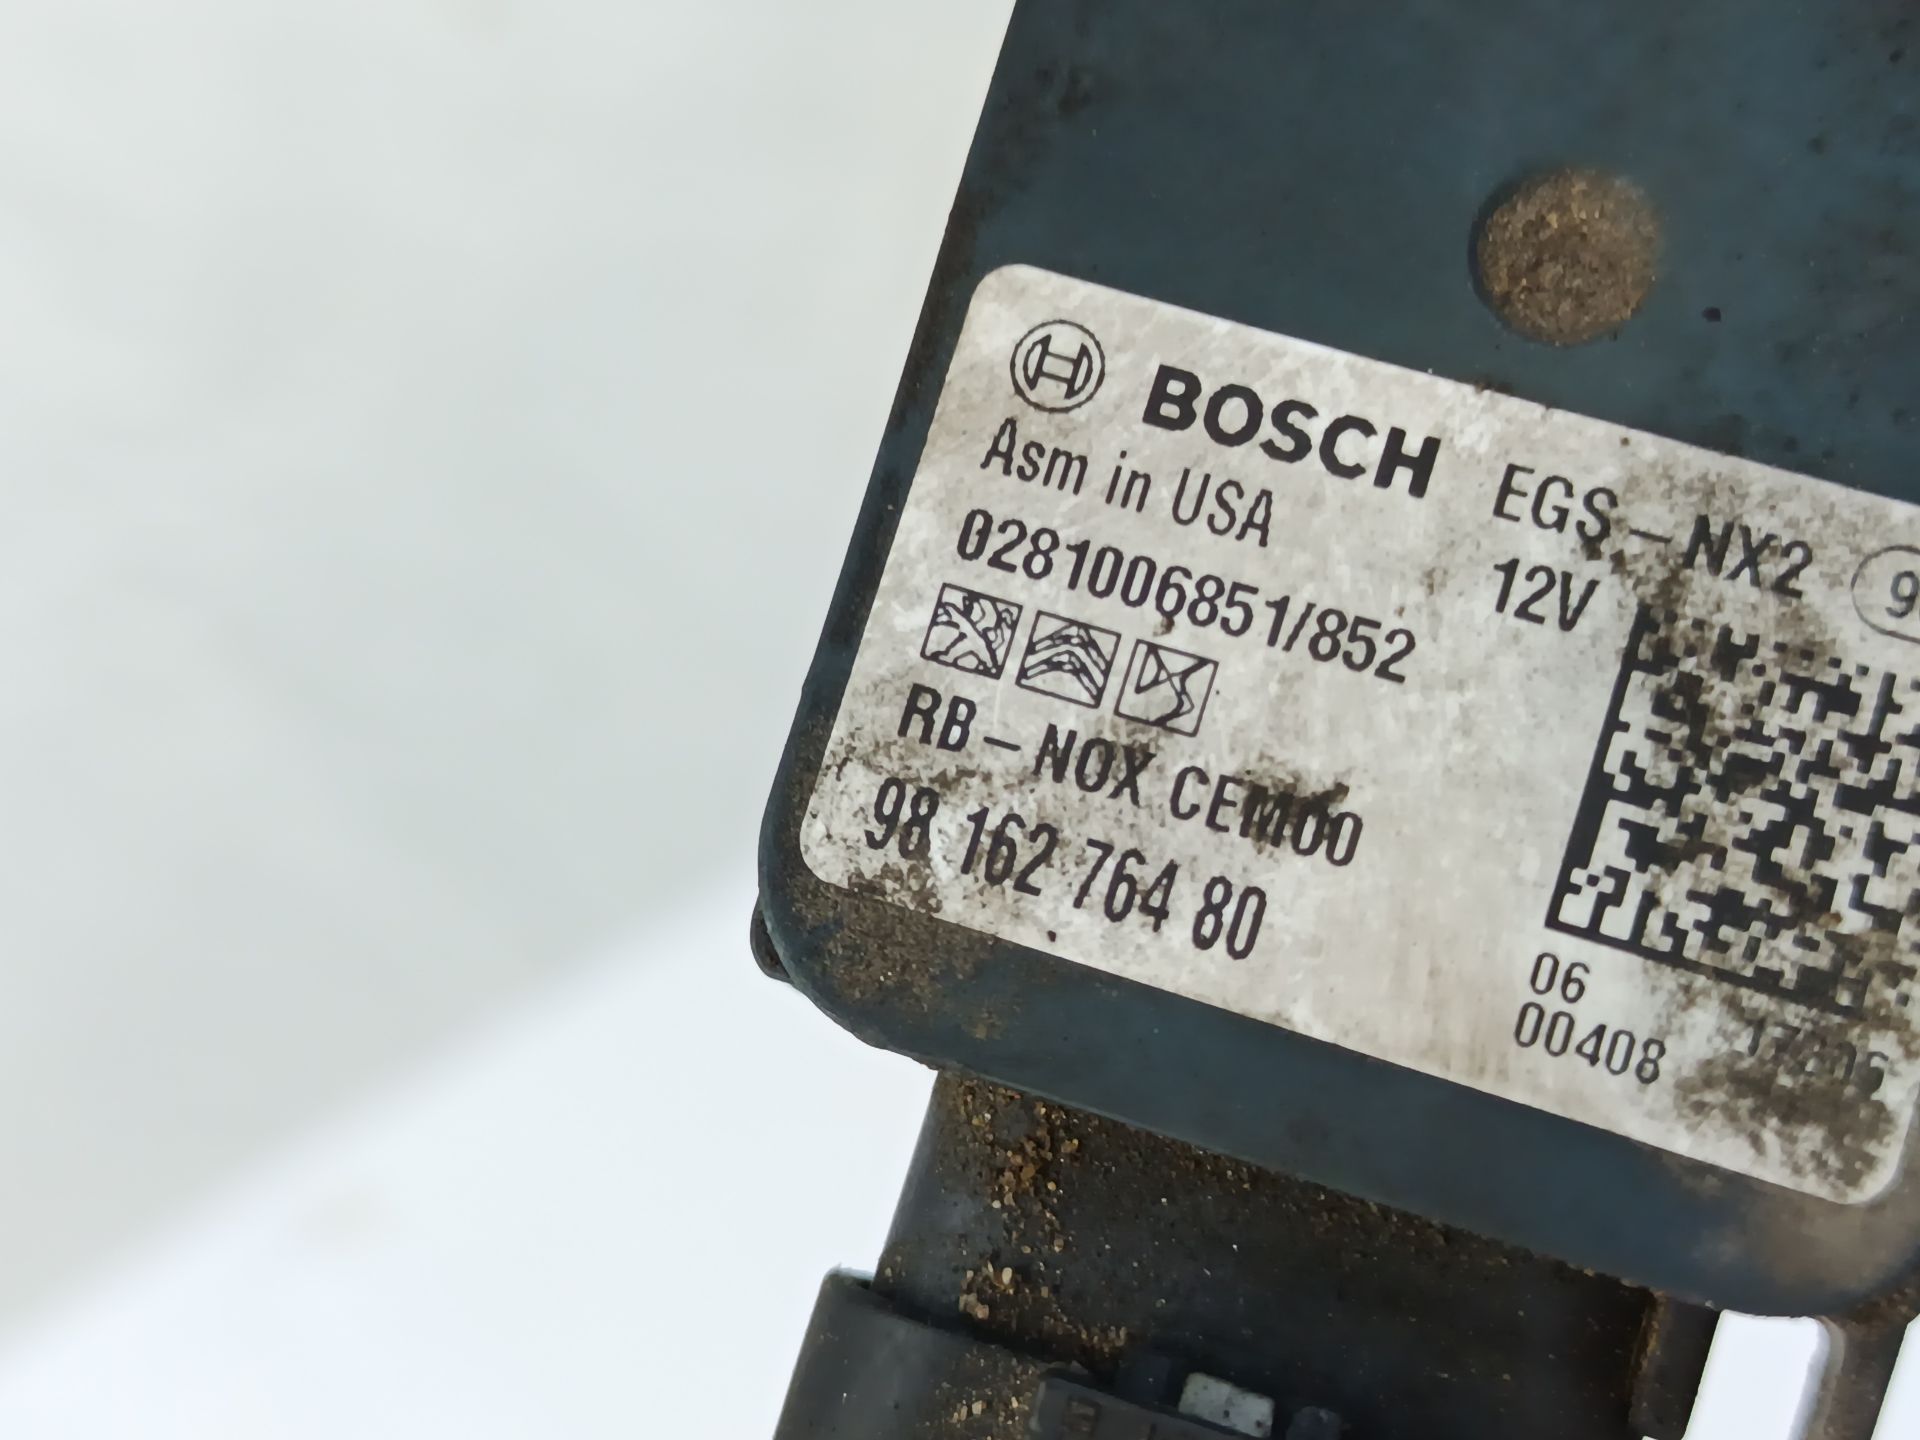 BOSCH EGS-NX2
Asm in USA 12V
0281006851/852
RB-NOX CEM00
98 162 764 80
06
00408